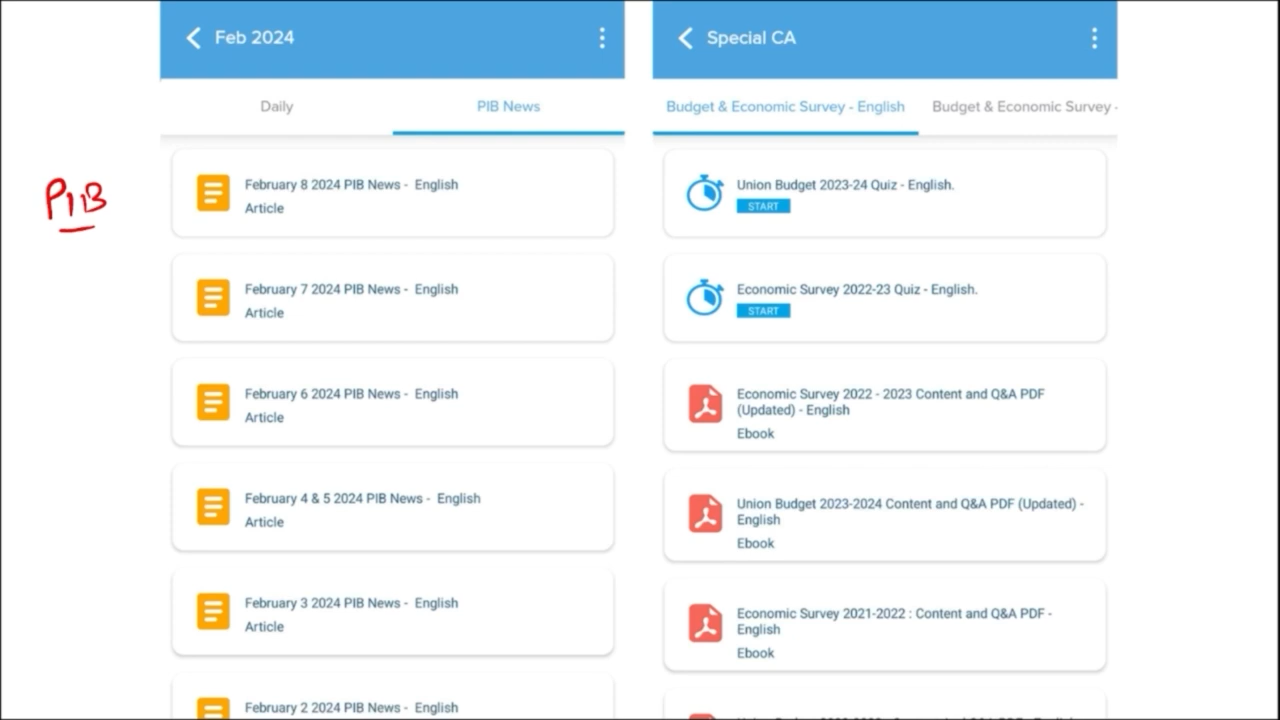 PIB
Feb 2024
Daily
PIB News
February 8 2024 PIB News - English
Article
February 7 2024 PIB News - English
Article
February 6 2024 PIB News - English
Article
February 4 & 5 2024 PIB News - English
Article
February 3 2024 PIB News - English
Article
February 2 2024 PIB News - English
Special CA
Budget & Economic Survey - English
Budget & Economic Survey -
Union Budget 2023-24 Quiz - English.
START
Economic Survey 2022-23 Quiz - English.
START
Economic Survey 2022 - 2023 Content and Q&A PDF
(Updated) - English
Ebook
Union Budget 2023-2024 Content and Q&A PDF (Updated) -
English
Ebook
Economic Survey 2021-2022 : Content and Q&A PDF -
English
Ebook